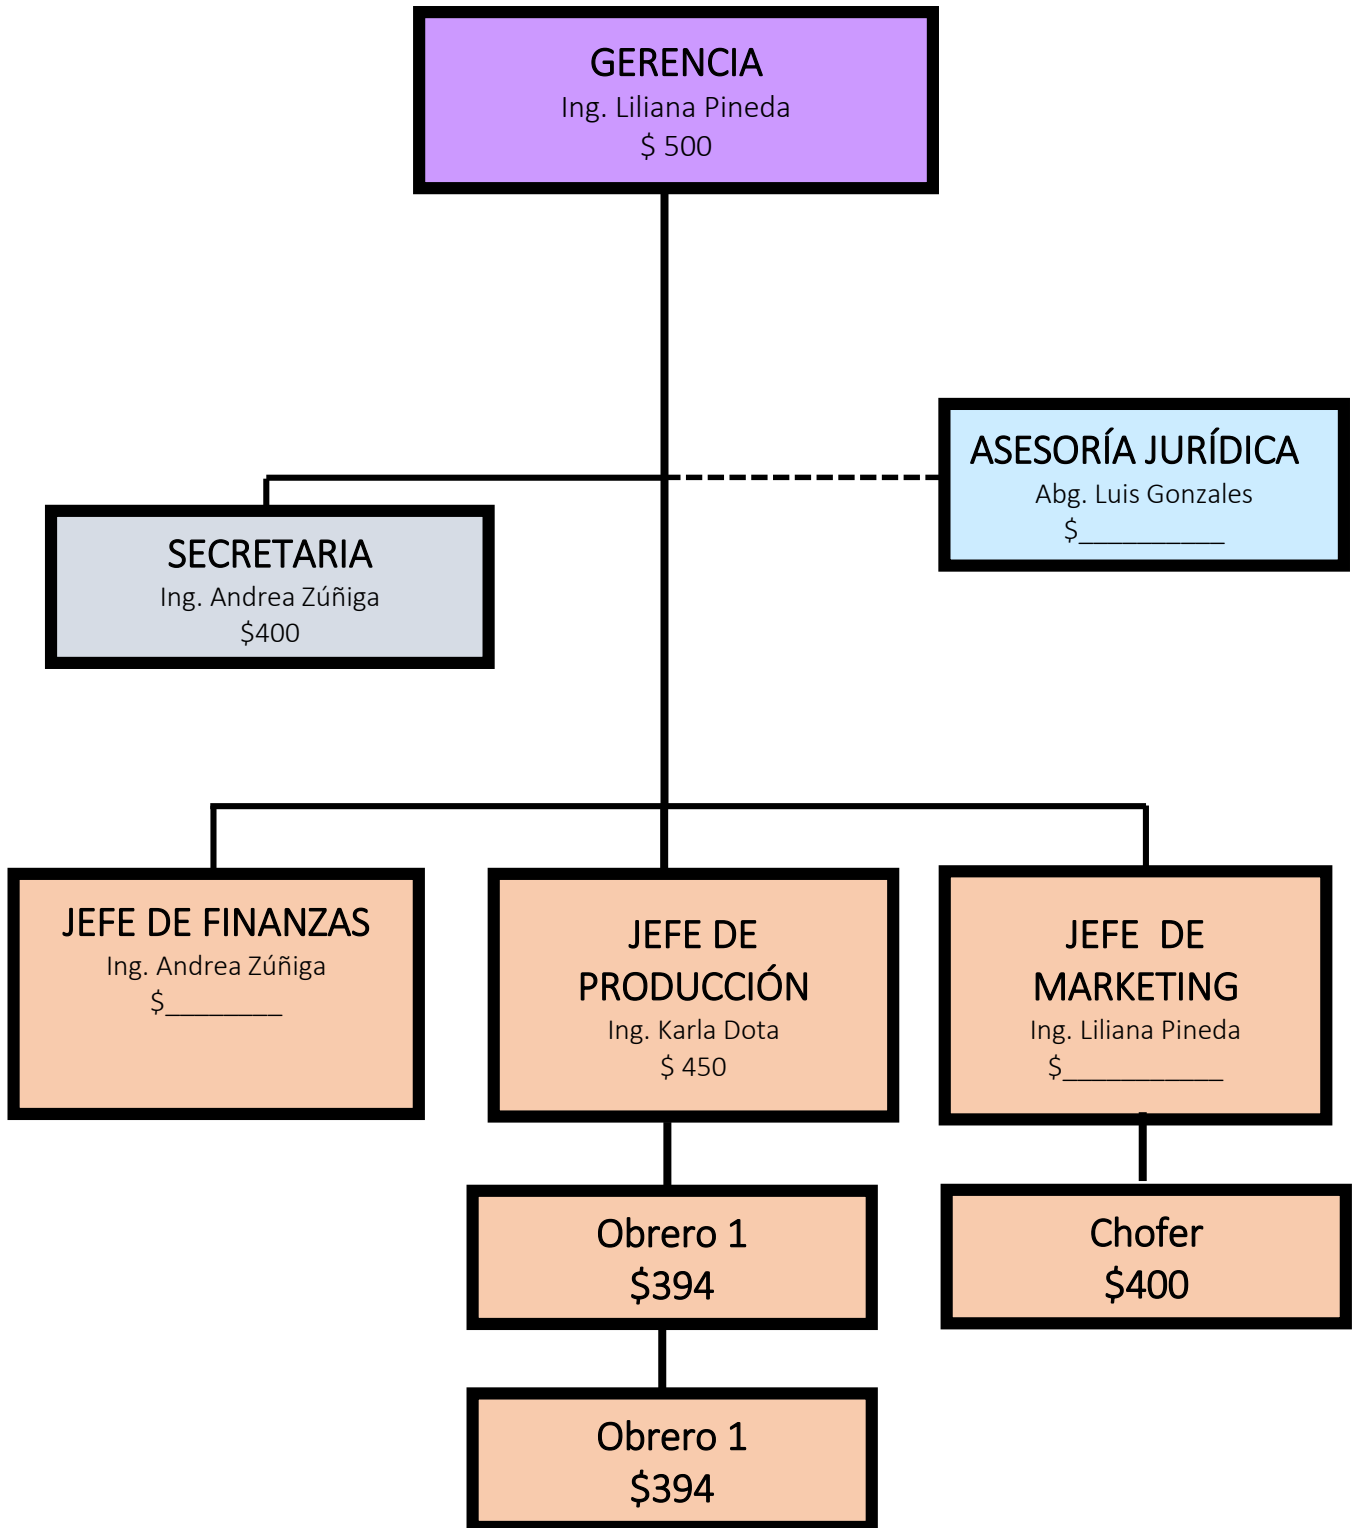 GERENCIA
Ing. Liliana Pineda
$ 500
ASESORÍA JURÍDICA
Abg. Luis Gonzales
$__________
SECRETARIA
Ing. Andrea Zúñiga
$400
JEFE DE FINANZAS
Ing. Andrea Zúñiga
$________
JEFE DE
PRODUCCIÓN
Ing. Karla Dota
$ 450
JEFE  DE
MARKETING
Ing. Liliana Pineda
$___________
Obrero 1
$394
Chofer
$400
Obrero 1
$394